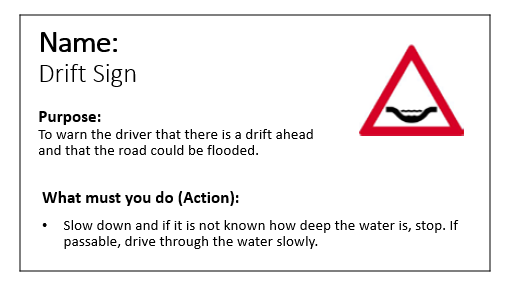 Name:
Drift Sign
Purpose:
To warn the driver that there is a drift ahead
and that the road could be flooded.
What must you do (Action):
• Slow down and if it is not known how deep the water is, stop. If
passable, drive through the water slowly.